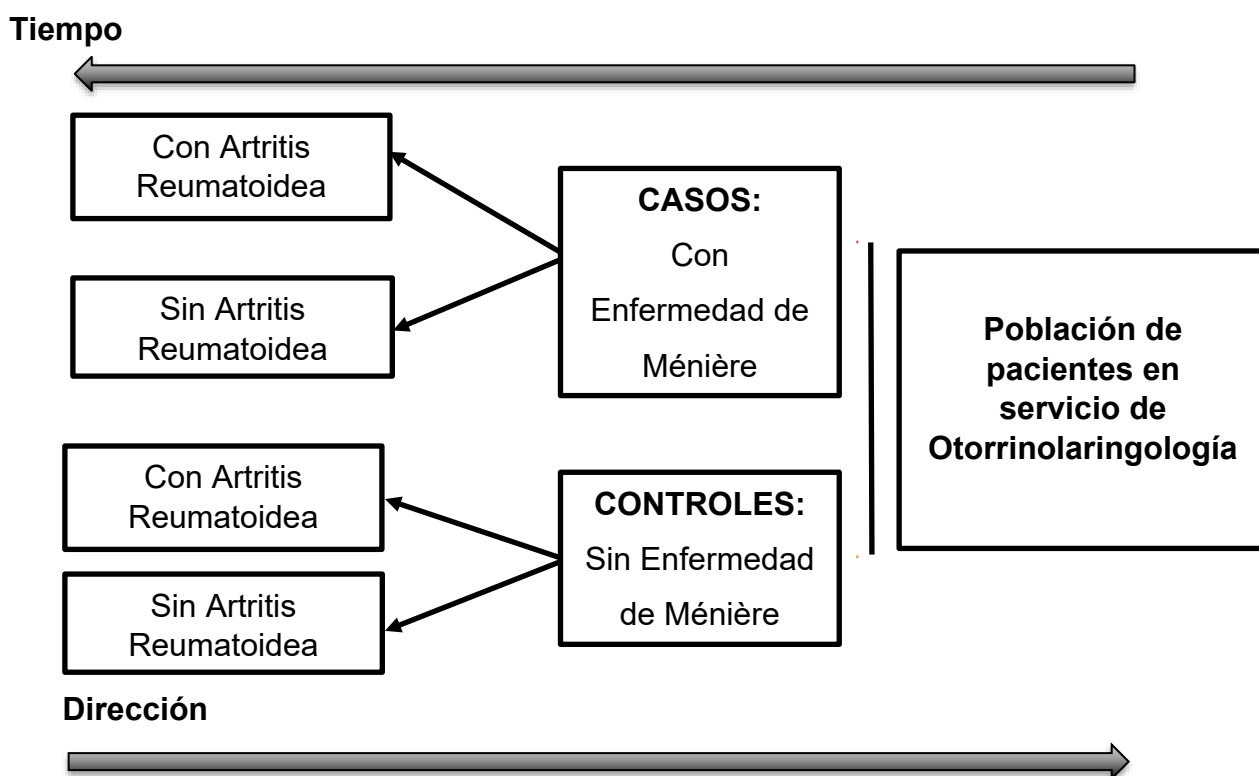 Tiempo
Con Artritis
Reumatoidea
Sin Artritis
Reumatoidea
Con Artritis
Reumatoidea
Sin Artritis
Reumatoidea
CASOS:
Con
Enfermedad de
Ménière
CONTROLES:
Sin Enfermedad
de Ménière
Población de
pacientes en
servicio de
Otorrinolaringología
Dirección